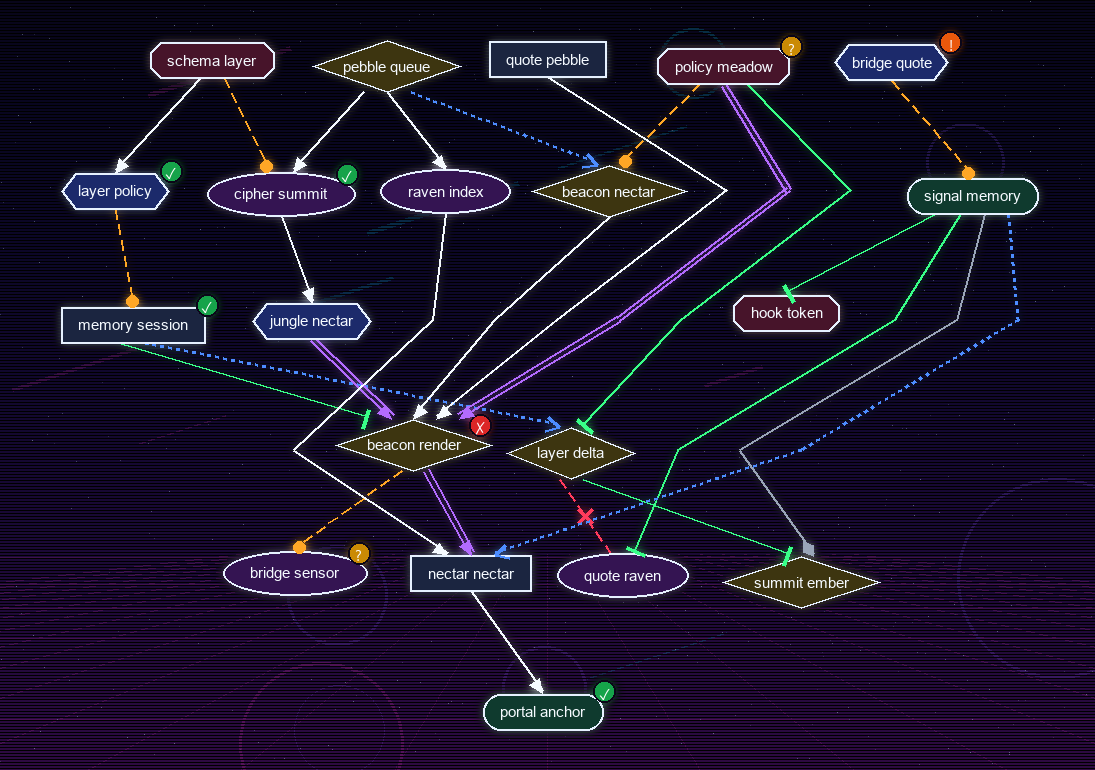 schema layer
pebble queue
quote pebble
policy meadow
?
bridge quote
!
layer policy
✓
cipher summit
✓
raven index
beacon nectar
signal memory
memory session
✓
jungle nectar
hook token
beacon render
X
layer delta
bridge sensor
?
nectar nectar
quote raven
summit ember
portal anchor
✓